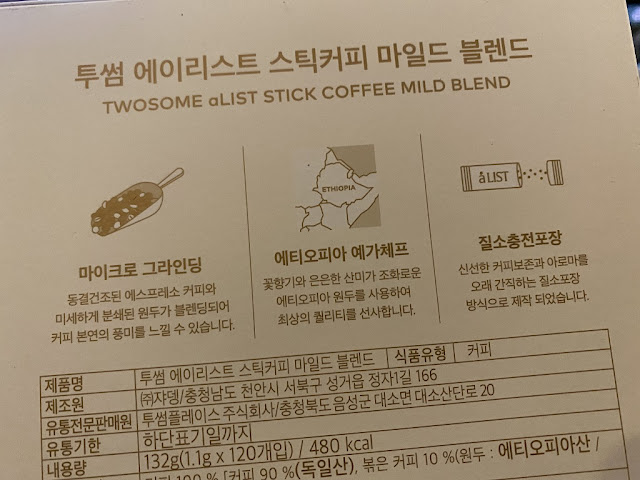 투썸 에이리스트 스틱커피 마일드 블렌드
TWOSOME aLIST STICK COFFEE MILD BLEND
ETHIOPIA
åLIST
마이크로 그라인딩
동결건조된 에스프레소 커피와
미세하게 분쇄된 원두가 블렌딩되어
커피 본연의 풍미를 느낄 수 있습니다.
에티오피아 예가체프
꽃향기와 은은한 산미가 조화로운
에티오피아 원두를 사용하여
최상의 퀄리티를 선사합니다.
질소충전포장
신선한 커피보존과 아로마를
오래 간직하는 질소포장
방식으로 제작 되었습니다.
제품명 투썸 에이리스트 스틱커피 마일드 블렌드 식품유형 커피
제조원 ㈜쟈뎅/충청남도 천안시 서북구 성거읍 정자1길 166
유통전문판매원 투썸플레이스 주식회사/충청북도 음성군 대소면 대소산단로 20
유통기한 하단표기일까지
내용량 132g(1.1g x 120개입) / 480 kcal
커피 100 % [커피 90 %(독일산), 볶은 커피 10 %(원두 : 에티오피아산 /